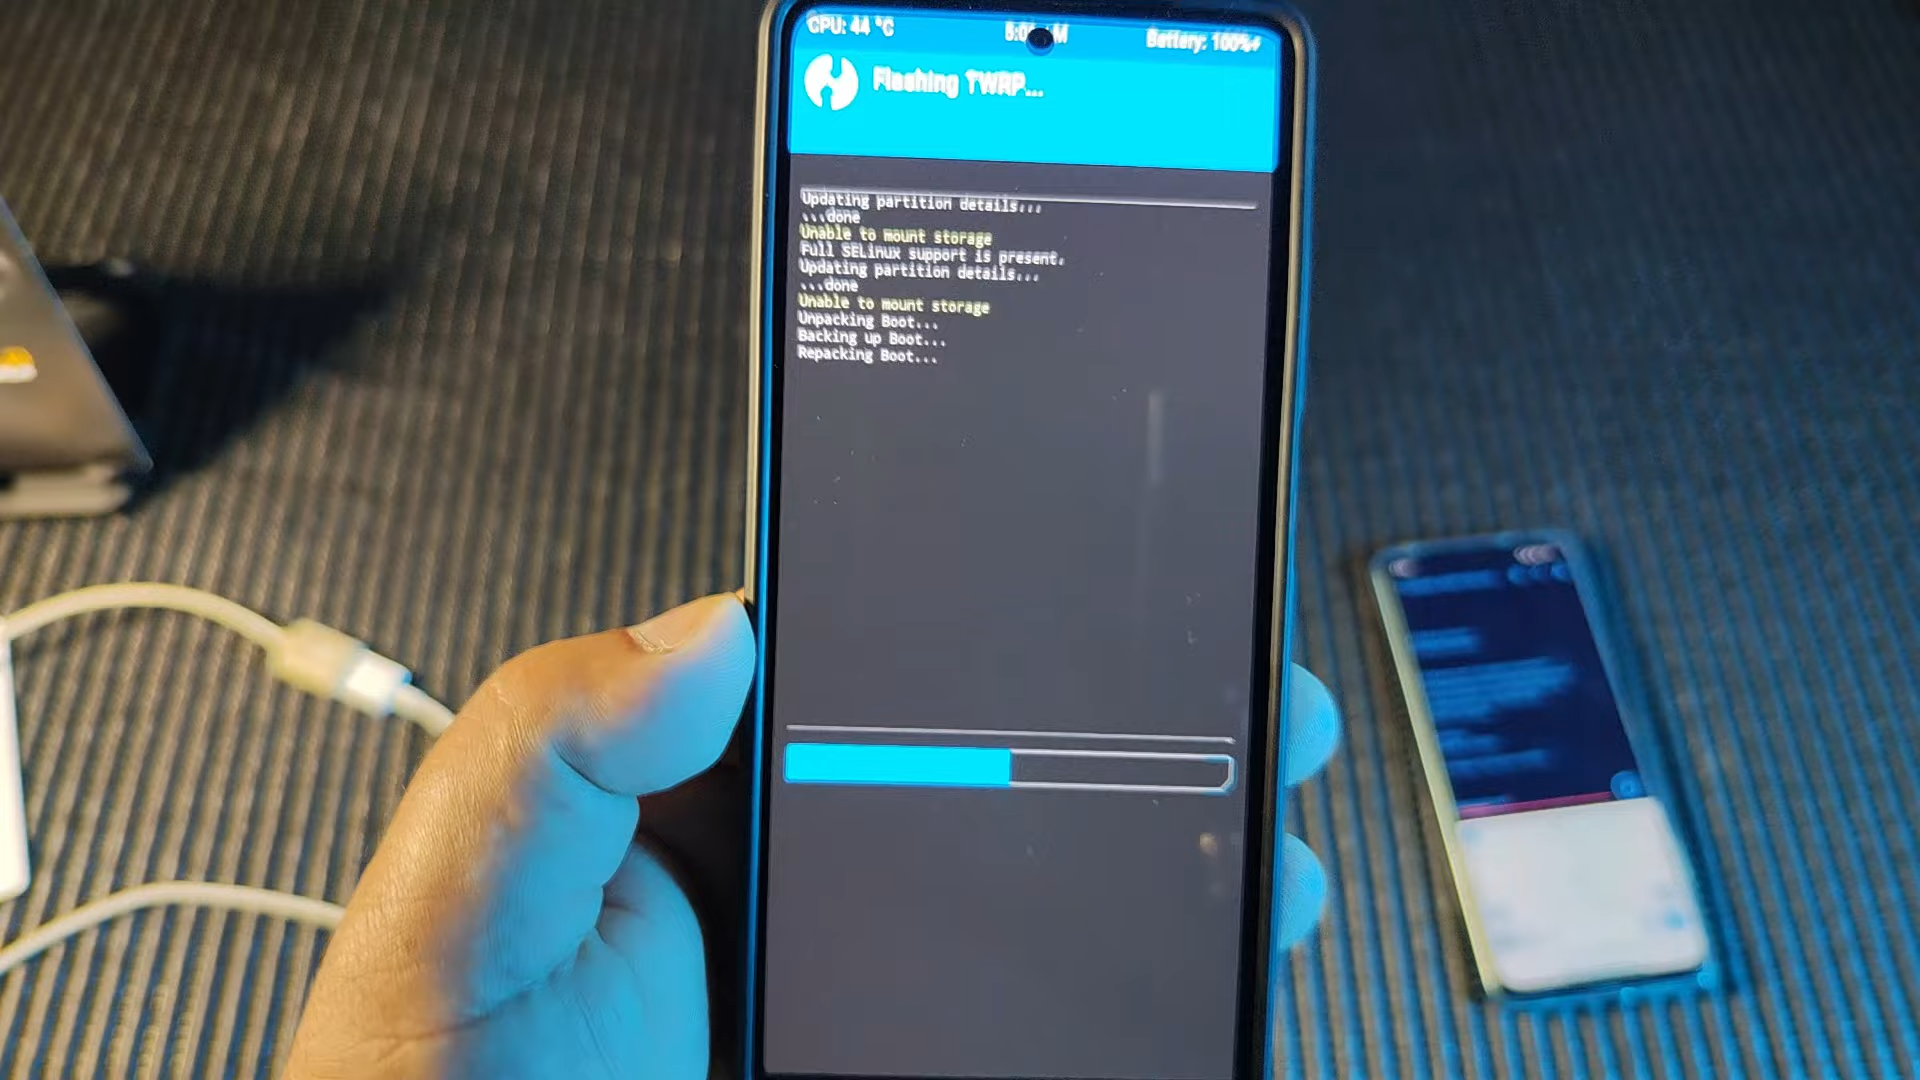 CPU: 44 °C
Battery: 100%+
Flashing TWRP...
Updating partition details...
...done
Unable to mount storage
Full SELinux support is present.
Updating partition details...
...done
Unable to mount storage
Unpacking Boot...
Backing up Boot...
Repacking Boot...